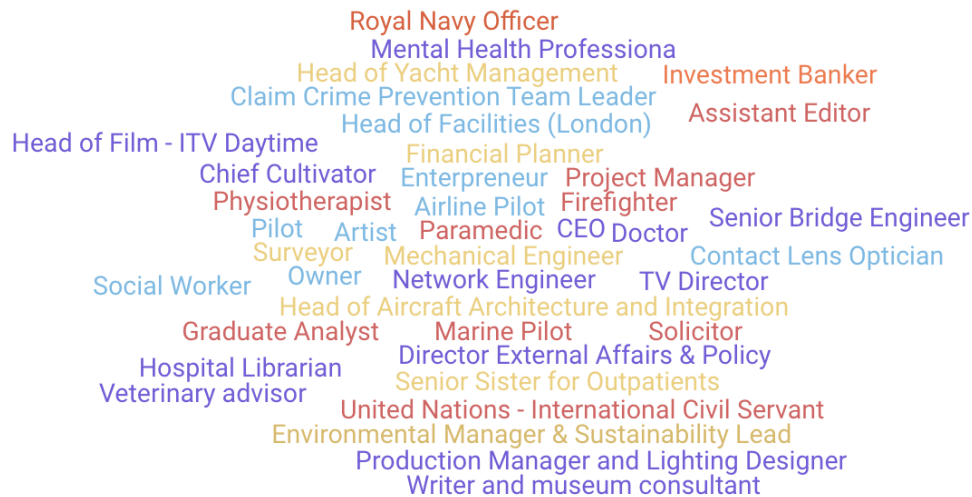 Royal Navy Officer
Mental Health Professiona
Head of Yacht Management
Investment Banker
Claim Crime Prevention Team Leader
Assistant Editor
Head of Facilities (London)
Head of Film - ITV Daytime
Financial Planner
Chief Cultivator
Enterpreneur
Project Manager
Physiotherapist
Airline Pilot
Firefighter
Senior Bridge Engineer
Pilot
Artist
Paramedic
CEO
Doctor
Surveyor
Mechanical Engineer
Contact Lens Optician
Social Worker
Owner
Network Engineer
TV Director
Head of Aircraft Architecture and Integration
Graduate Analyst
Marine Pilot
Solicitor
Director External Affairs & Policy
Hospital Librarian
Senior Sister for Outpatients
Veterinary advisor
United Nations - International Civil Servant
Environmental Manager & Sustainability Lead
Production Manager and Lighting Designer
Writer and museum consultant